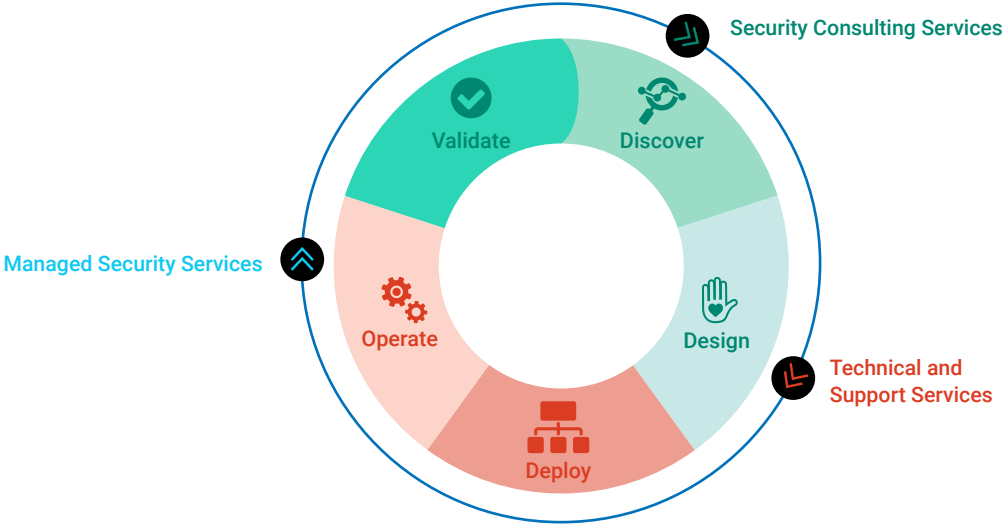 Security Consulting Services
Validate
Discover
Managed Security Services
Operate
Design
Technical and
Support Services
Deploy